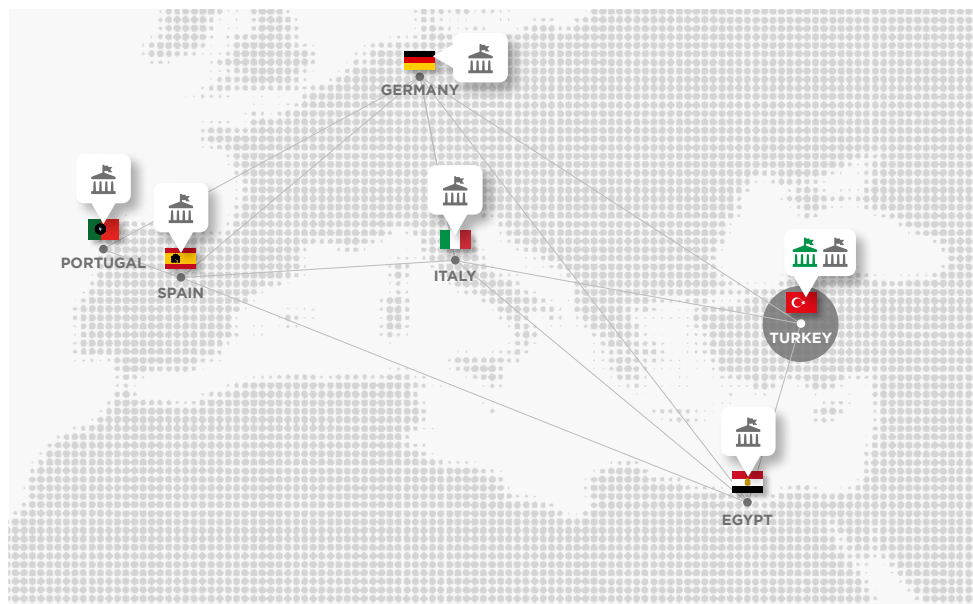 GERMANY
PORTUGAL
SPAIN
ITALY
TURKEY
EGYPT